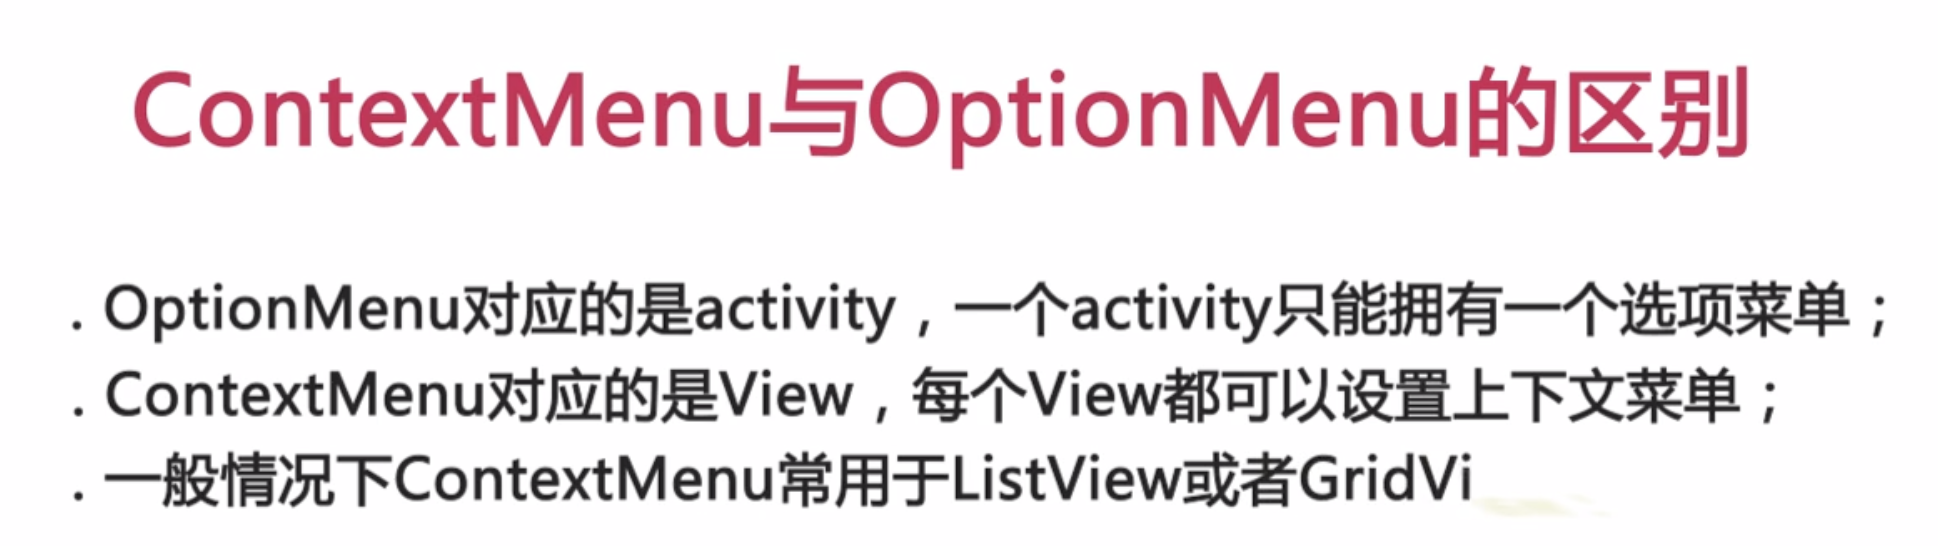 ContextMenu与OptionMenu的区别
. OptionMenu对应的是activity，一个activity只能拥有一个选项菜单；
. ContextMenu对应的是View，每个View都可以设置上下文菜单；
. 一般情况下ContextMenu常用于ListView或者GridVi